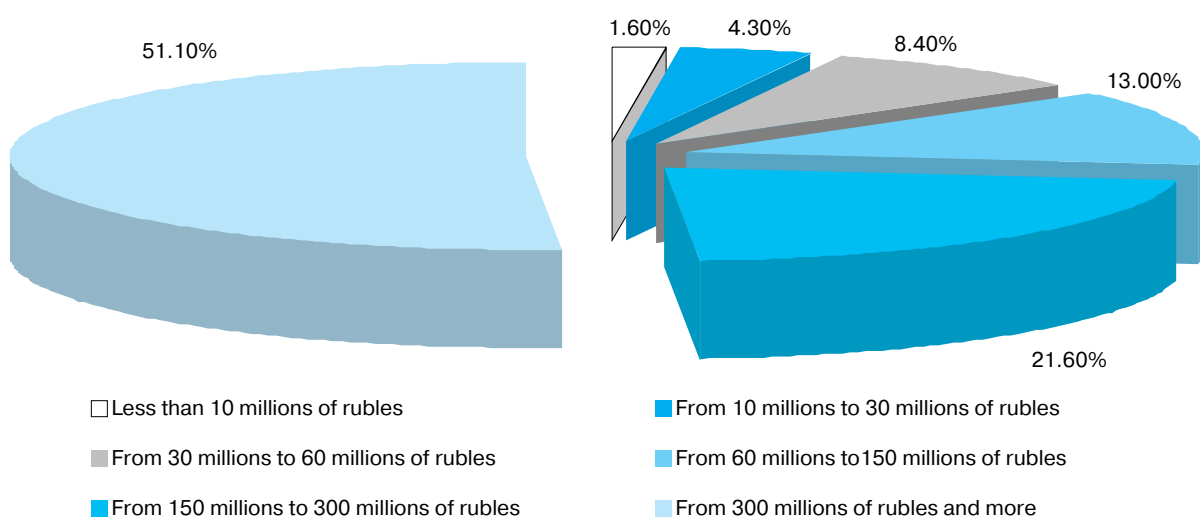 1.60%
4.30%
8.40%
51.10%
13.00%
21.60%
Less than 10 millions of rubles
From 10 millions to 30 millions of rubles
From 30 millions to 60 millions of rubles
From 60 millions to150 millions of rubles
From 150 millions to 300 millions of rubles
From 300 millions of rubles and more